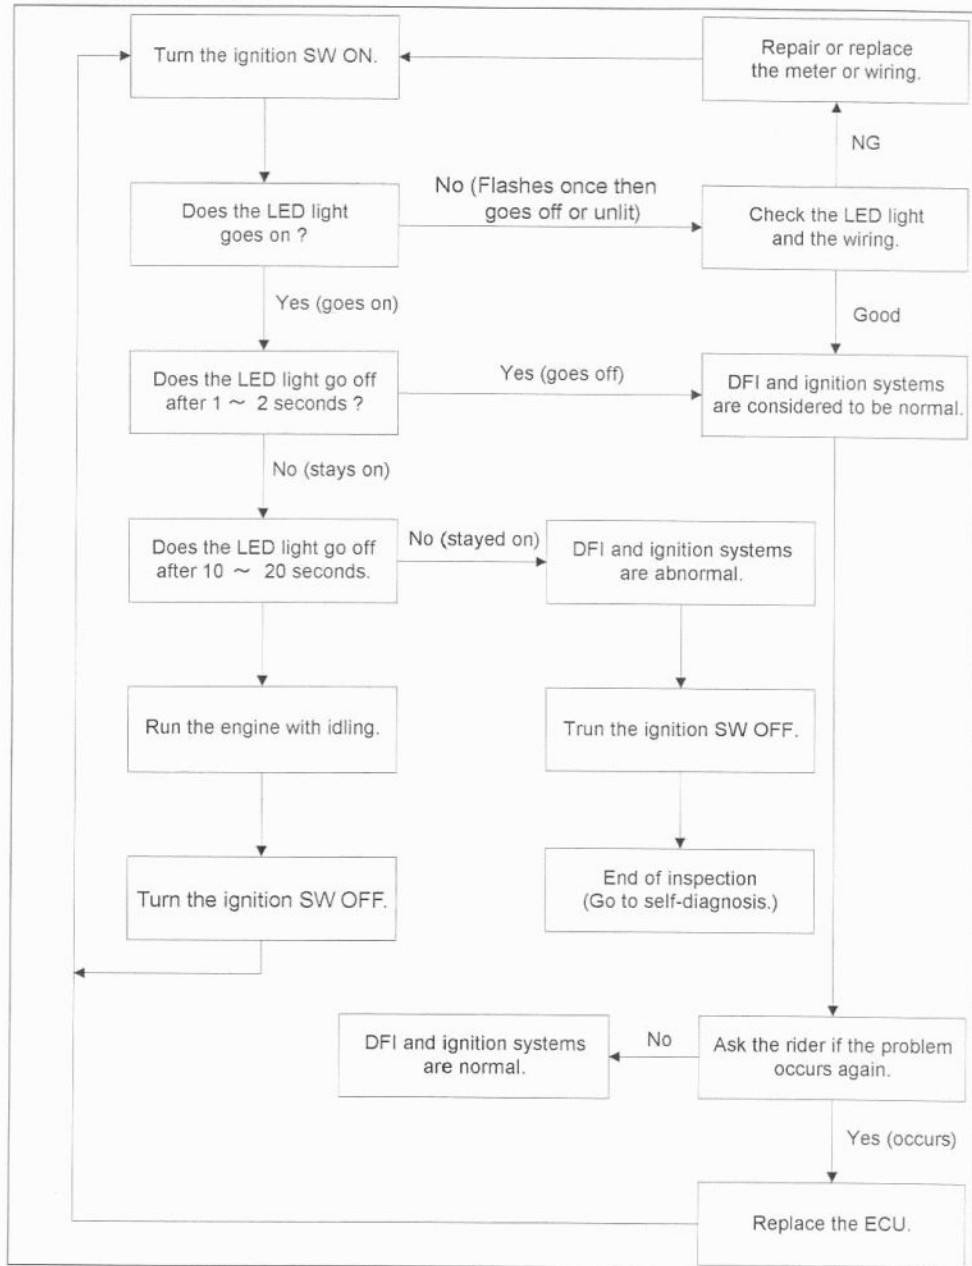 Turn the ignition SW ON.
Repair or replace
the meter or wiring.
NG
No (Flashes once then
goes off or unlit)
Does the LED light
goes on ?
Check the LED light
and the wiring.
Yes (goes on)
Good
Does the LED light go off
after 1 ～ 2 seconds ?
Yes (goes off)
DFI and ignition systems
are considered to be normal.
No (stays on)
Does the LED light go off
after 10 ～ 20 seconds.
No (stayed on)
DFI and ignition systems
are abnormal.
Run the engine with idling.
Trun the ignition SW OFF.
Turn the ignition SW OFF.
End of inspection
(Go to self-diagnosis.)
DFI and ignition systems
are normal.
No
Ask the rider if the problem
occurs again.
Yes (occurs)
Replace the ECU.